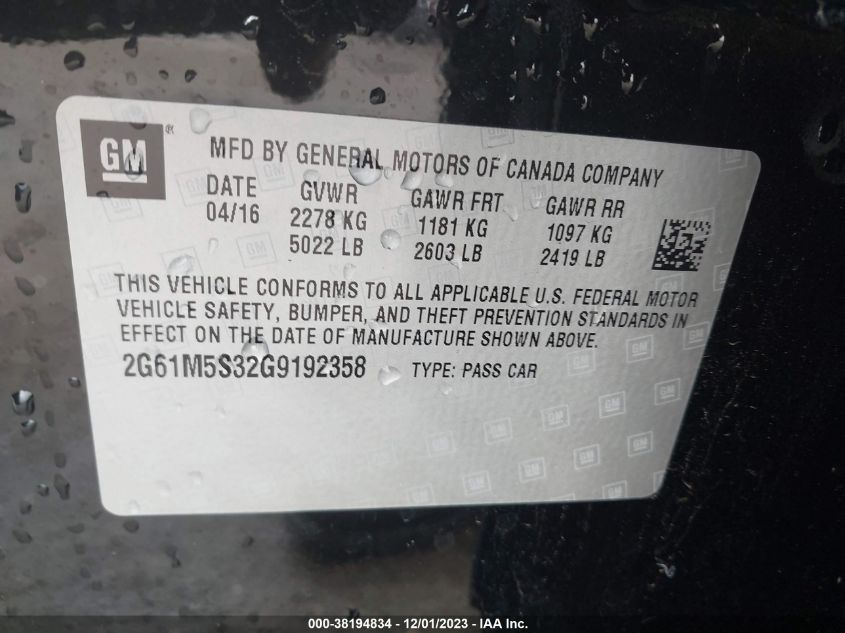 GM ®
MFD BY GENERAL MOTORS OF CANADA COMPANY
DATE GVWR GAWR FRT GAWR RR
04/16 2278 KG 1181 KG 1097 KG
5022 LB 2603 LB 2419 LB
THIS VEHICLE CONFORMS TO ALL APPLICABLE U.S. FEDERAL MOTOR
VEHICLE SAFETY, BUMPER, AND THEFT PREVENTION STANDARDS IN
EFFECT ON THE DATE OF MANUFACTURE SHOWN ABOVE.
2G61M5S32G9192358 TYPE: PASS CAR
000-38194834 - 12/01/2023 - IAA Inc.